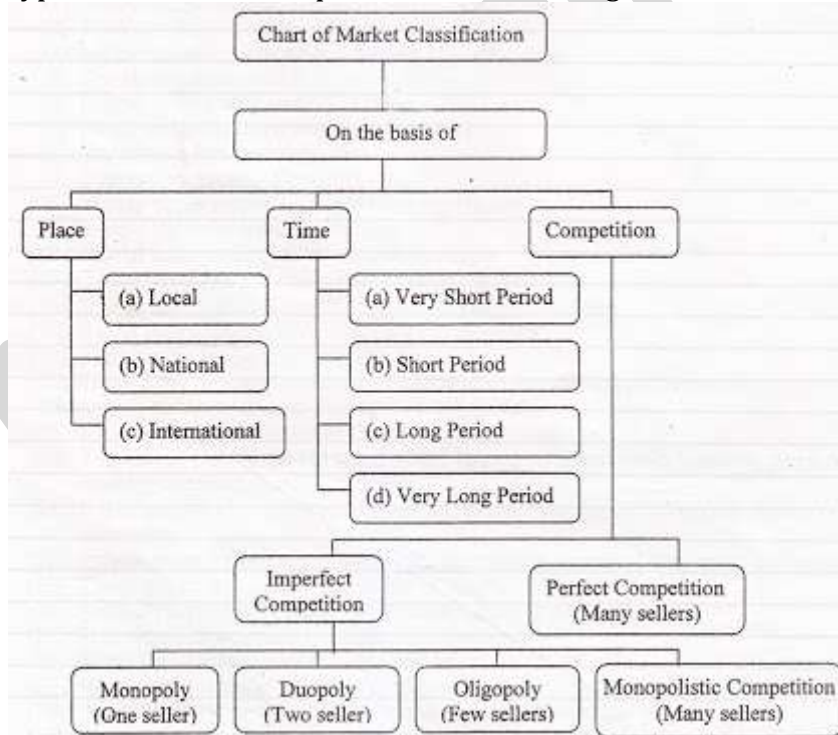 Chart of Market Classification
On the basis of
Place
Time
Competition
(a) Local
(a) Very Short Period
(b) National
(b) Short Period
(c) International
(c) Long Period
(d) Very Long Period
Imperfect
Competition
Perfect Competition
(Many sellers)
Monopoly
(One seller)
Duopoly
(Two seller)
Oligopoly
(Few sellers)
Monopolistic Competition
(Many sellers)